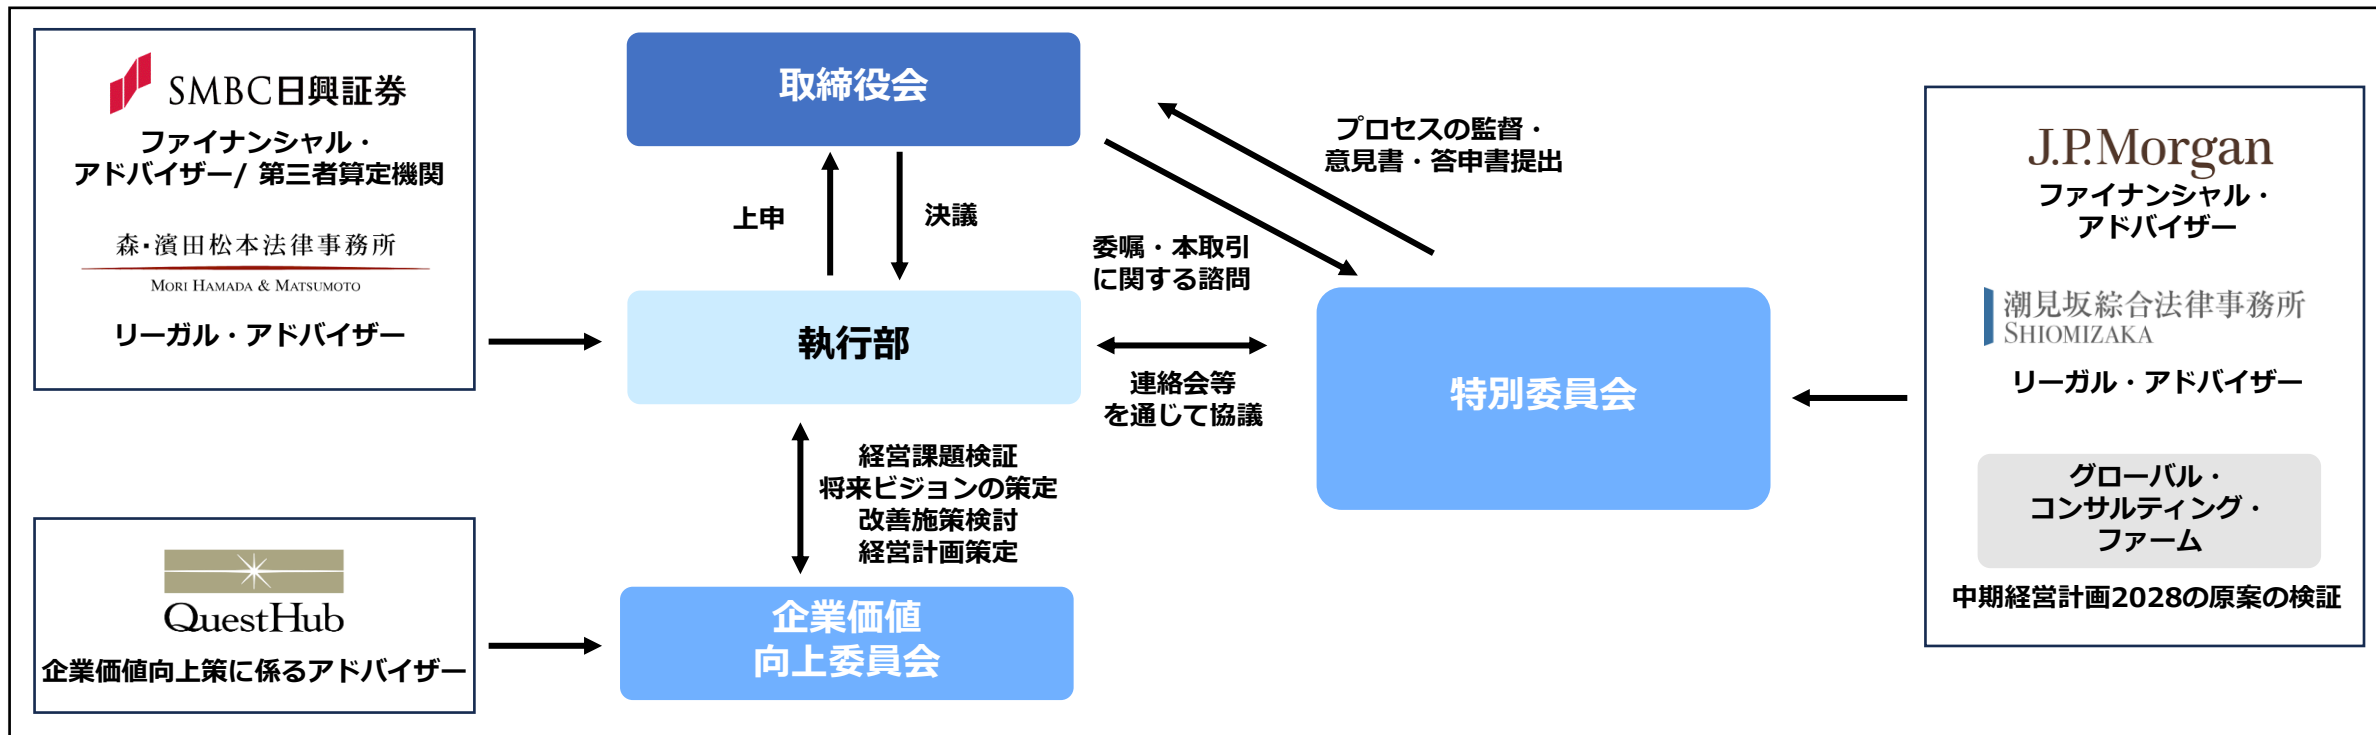 SMBC日興証券
ファイナンシャル・
アドバイザー/ 第三者算定機関
森・濱田松本法律事務所
MORI HAMADA & MATSUMOTO
リーガル・アドバイザー
QuestHub
企業価値向上策に係るアドバイザー
取締役会
上申
決議
執行部
経営課題検証
将来ビジョンの策定
改善施策検討
経営計画策定
企業価値
向上委員会
プロセスの監督・
意見書・答申書提出
委嘱・本取引
に関する諮問
連絡会等
を通じて協議
特別委員会
J.P.Morgan
ファイナンシャル・
アドバイザー
潮見坂綜合法律事務所
SHIOMIZAKA
リーガル・アドバイザー
グローバル・
コンサルティング・
ファーム
中期経営計画2028の原案の検証